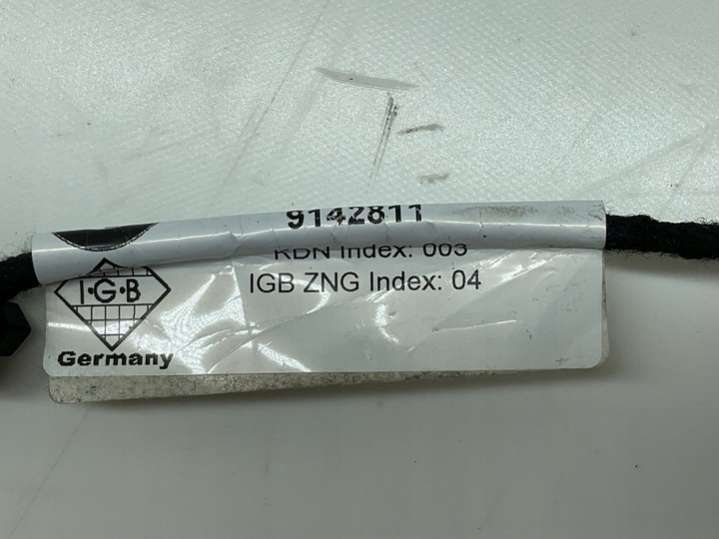 9142811
KDN Index: 003
IGB ZNG Index: 04
I·G·B
Germany